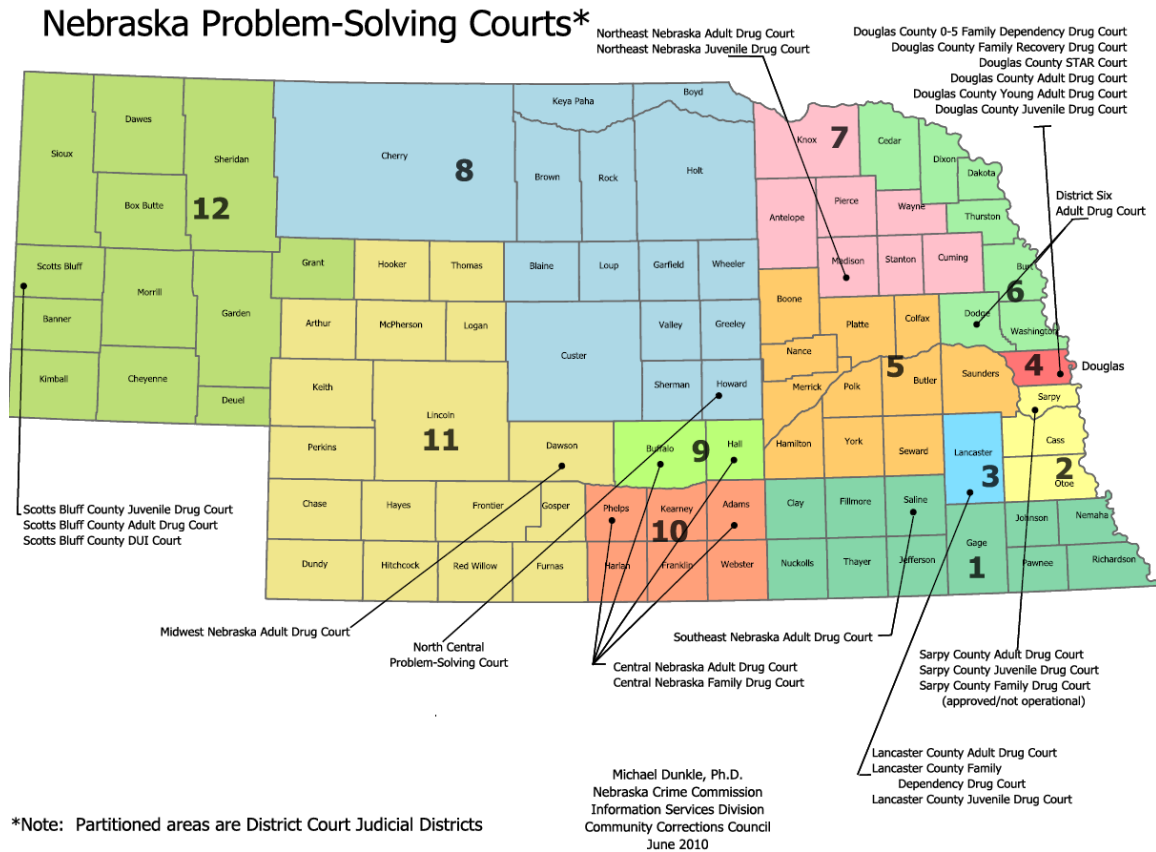 Nebraska Problem-Solving Courts*
Northeast Nebraska Adult Drug Court
Northeast Nebraska Juvenile Drug Court
Douglas County 0-5 Family Dependency Drug Court
Douglas County Family Recovery Drug Court
Douglas County STAR Court
Douglas County Adult Drug Court
Douglas County Young Adult Drug Court
Douglas County Juvenile Drug Court
District Six
Adult Drug Court
Sioux
Dawes
Sheridan
Box Butte
12
Scotts Bluff
Banner
Kimball
Morrill
Cheyenne
Garden
Deuel
Grant
Cherry
8
Keya Paha
Boyd
Brown
Rock
Holt
Blaine
Loup
Garfield
Wheeler
Custer
Valley
Greeley
Sherman
Howard
Hooker
Thomas
Arthur
McPherson
Logan
Keith
Lincoln
11
Perkins
Dawson
Chase
Hayes
Frontier
Gosper
Dundy
Hitchcock
Red Willow
Furnas
Buffalo
9
Hall
Phelps
Kearney
Adams
10
Harlan
Franklin
Webster
Knox
7
Antelope
Pierce
Wayne
Madison
Stanton
Cuming
Cedar
Dixon
Dakota
Thurston
Burt
6
Dodge
Washington
Boone
Platte
Colfax
Nance
Merrick
Polk
5
Butler
Saunders
Hamilton
York
Seward
4
Douglas
Sarpy
Cass
2
Otoe
Lancaster
3
Clay
Fillmore
Saline
Nuckolls
Thayer
Jefferson
Gage
1
Johnson
Nemaha
Pawnee
Richardson
Scotts Bluff County Juvenile Drug Court
Scotts Bluff County Adult Drug Court
Scotts Bluff County DUI Court
Midwest Nebraska Adult Drug Court
North Central
Problem-Solving Court
Central Nebraska Adult Drug Court
Central Nebraska Family Drug Court
Southeast Nebraska Adult Drug Court
Sarpy County Adult Drug Court
Sarpy County Juvenile Drug Court
Sarpy County Family Drug Court
(approved/not operational)
Lancaster County Adult Drug Court
Lancaster County Family
Dependency Drug Court
Lancaster County Juvenile Drug Court
Michael Dunkle, Ph.D.
Nebraska Crime Commission
Information Services Division
Community Corrections Council
June 2010
*Note: Partitioned areas are District Court Judicial Districts